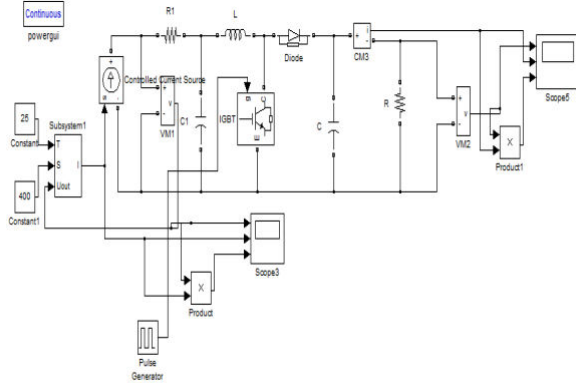 Continuous
powergui
R1
L
Diode
CM3
Scope5
Controlled Current Source
VM1
C1
IGBT
C
R
VM2
Product1
25
Constant
Subsystem1
T
S
Uout
I
400
Constant1
Scope3
Product
Pulse
Generator
+
-
v
+
-
i
+
-
v
g
C
E
+
s
X
X